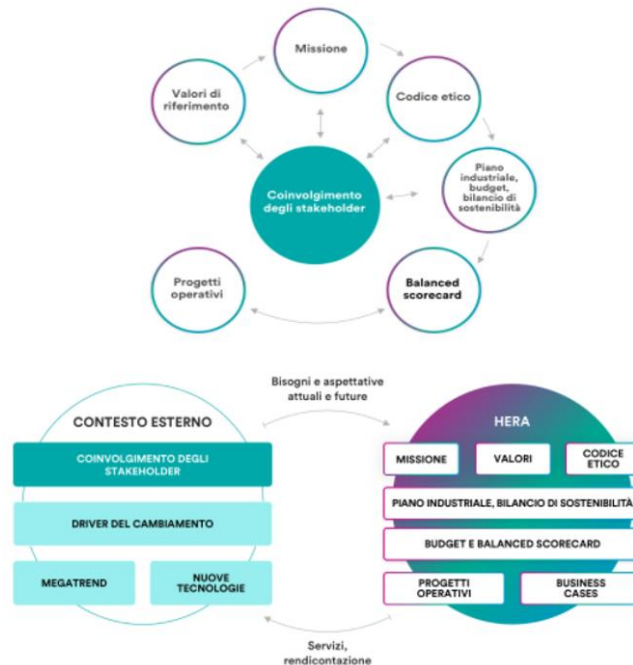 Missione
Valori di
riferimento
Codice etico
Piano
industriale,
budget,
bilancio di
sostenibilità
Coinvolgimento
degli stakeholder
Progetti
operativi
Balanced
scorecard
Bisogni e aspettative
attuali e future
CONTESTO ESTERNO
COINVOLGIMENTO DEGLI
STAKEHOLDER
DRIVER DEL CAMBIAMENTO
MEGATREND
NUOVE
TECNOLOGIE
HERA
MISSIONE
VALORI
CODICE
ETICO
PIANO INDUSTRIALE, BILANCIO DI SOSTENIBILITÀ
BUDGET E BALANCED SCORECARD
PROGETTI
OPERATIVI
BUSINESS
CASES
Servizi,
rendicontazione